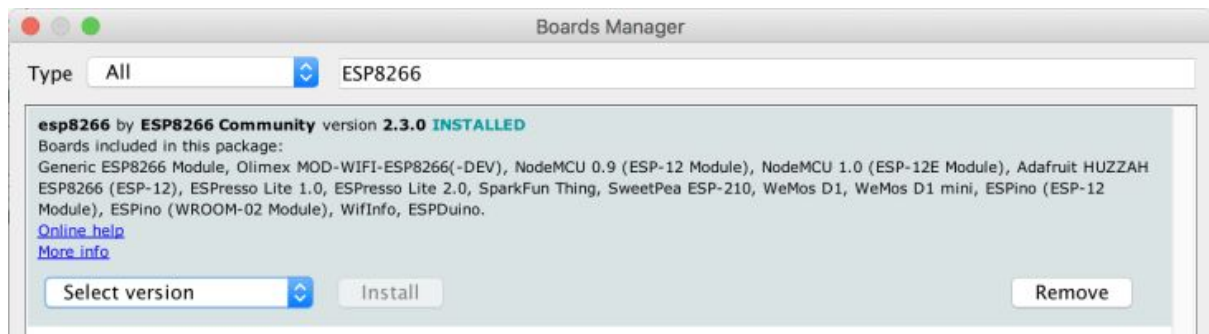 Boards Manager
Type All ESP8266
esp8266 by ESP8266 Community version 2.3.0 INSTALLED
Boards included in this package:
Generic ESP8266 Module, Olimex MOD-WIFI-ESP8266(-DEV), NodeMCU 0.9 (ESP-12 Module), NodeMCU 1.0 (ESP-12E Module), Adafruit HUZZAH
ESP8266 (ESP-12), ESPresso Lite 1.0, ESPresso Lite 2.0, SparkFun Thing, SweetPea ESP-210, WeMos D1, WeMos D1 mini, ESPino (ESP-12
Module), ESPino (WROOM-02 Module), WifInfo, ESPDuino.
Online help
More info
Select version Install Remove